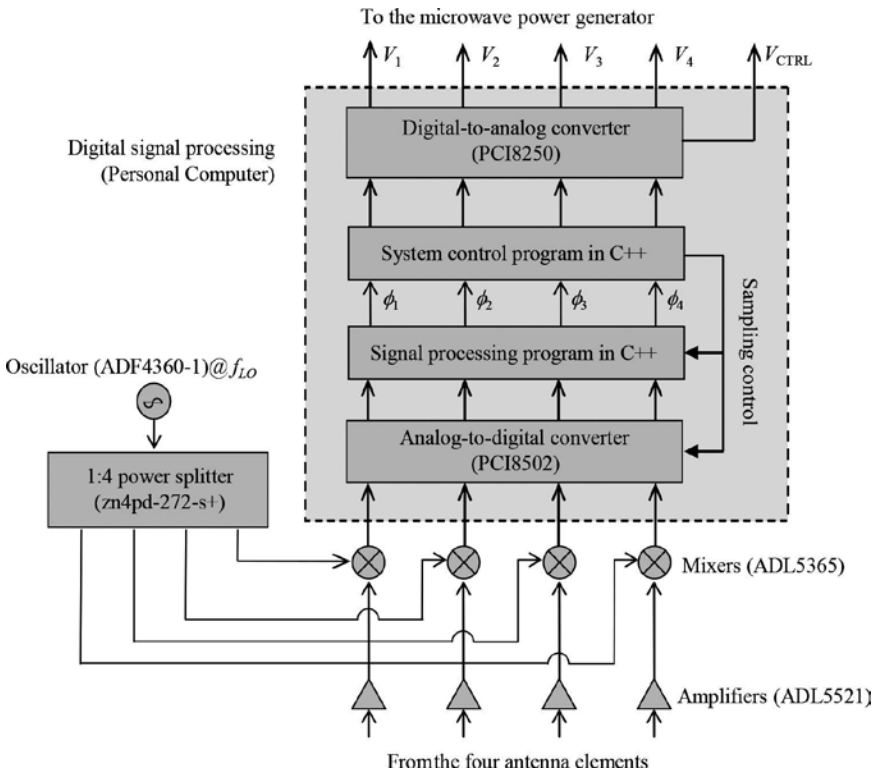 To the microwave power generator
V1 V2 V3 V4 VCTRL
Digital-to-analog converter
(PCI8250)
Digital signal processing
(Personal Computer)
System control program in C++
ϕ1 ϕ2 ϕ3 ϕ4
Sampling control
Signal processing program in C++
Oscillator (ADF4360-1)@fLO
Analog-to-digital converter
(PCI8502)
1:4 power splitter
(zn4pd-272-s+)
Mixers (ADL5365)
Amplifiers (ADL5521)
From the four antenna elements